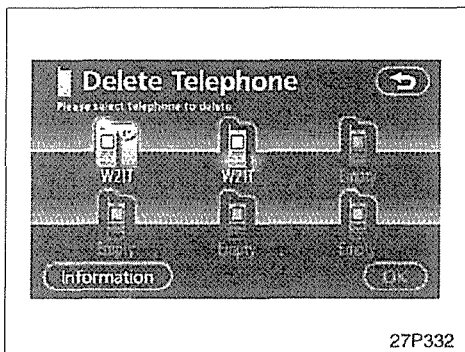 Delete Telephone
Please select telephone to delete
W21T W21T Empty
Empty Empty Empty
Information OK
27P332